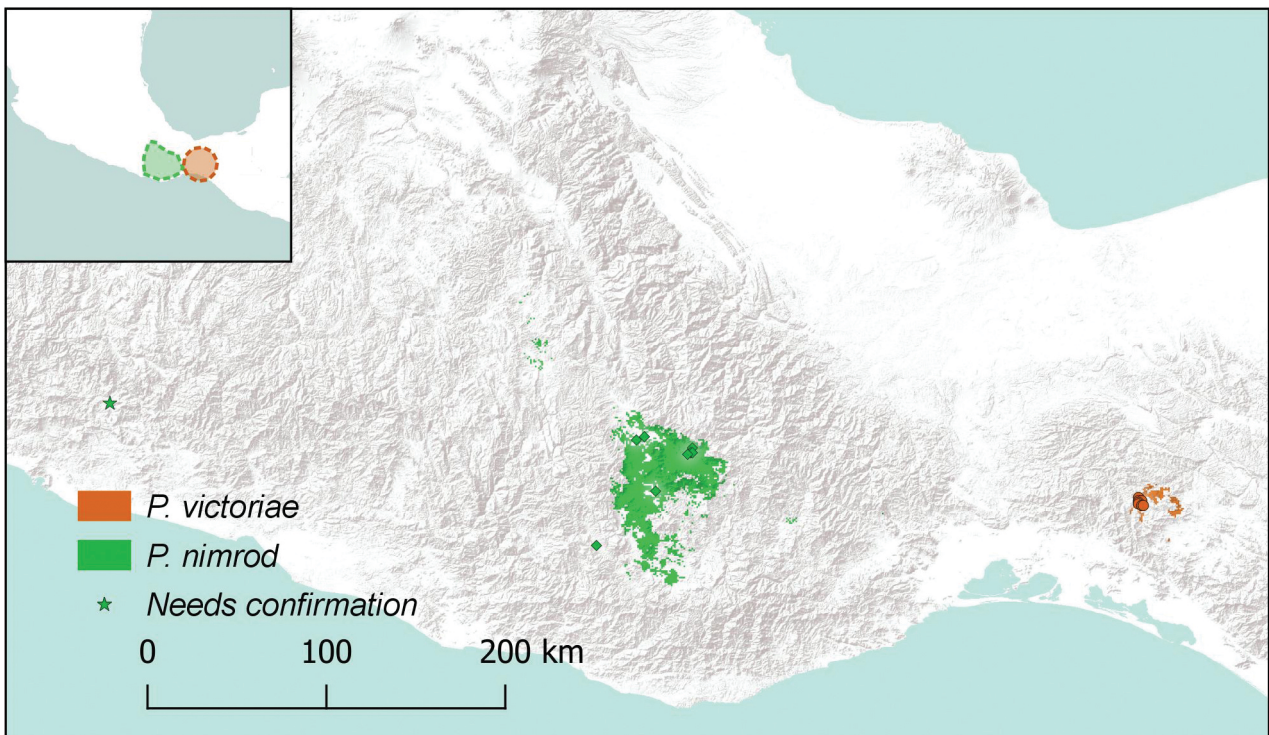 P. victoriae
P. nimrod
Needs confirmation
0 100 200 km